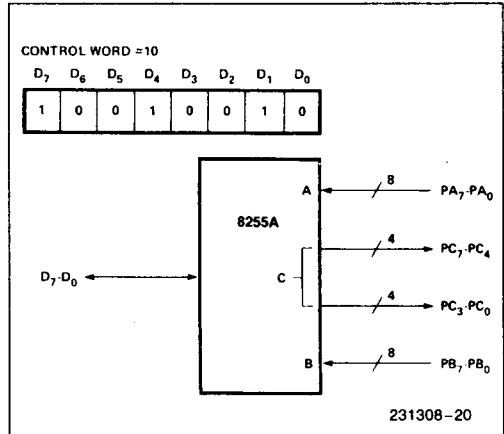 CONTROL WORD #10
D₇ D₆ D₅ D₄ D₃ D₂ D₁ D₀
1 0 0 1 0 0 1 0
8255A
A
8
PA₇-PA₀
4
PC₇-PC₄
D₇-D₀
C
4
PC₃-PC₀
B
8
PB₇-PB₀
231308-20